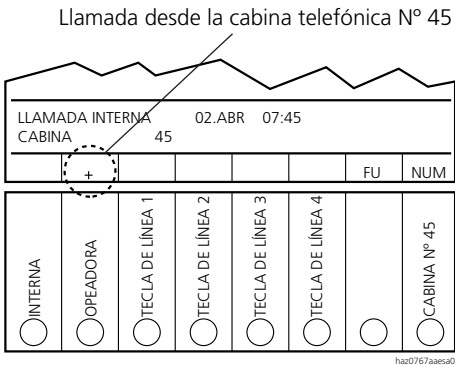 Llamada desde la cabina telefónica Nº 45
LLAMADA INTERNA 02.ABR 07:45
CABINA 45
+ FU NUM
INTERNA
OPEADORA
TECLA DE LÍNEA 1
TECLA DE LÍNEA 2
TECLA DE LÍNEA 3
TECLA DE LÍNEA 4
CABINA Nº 45
haz0767aaesa0